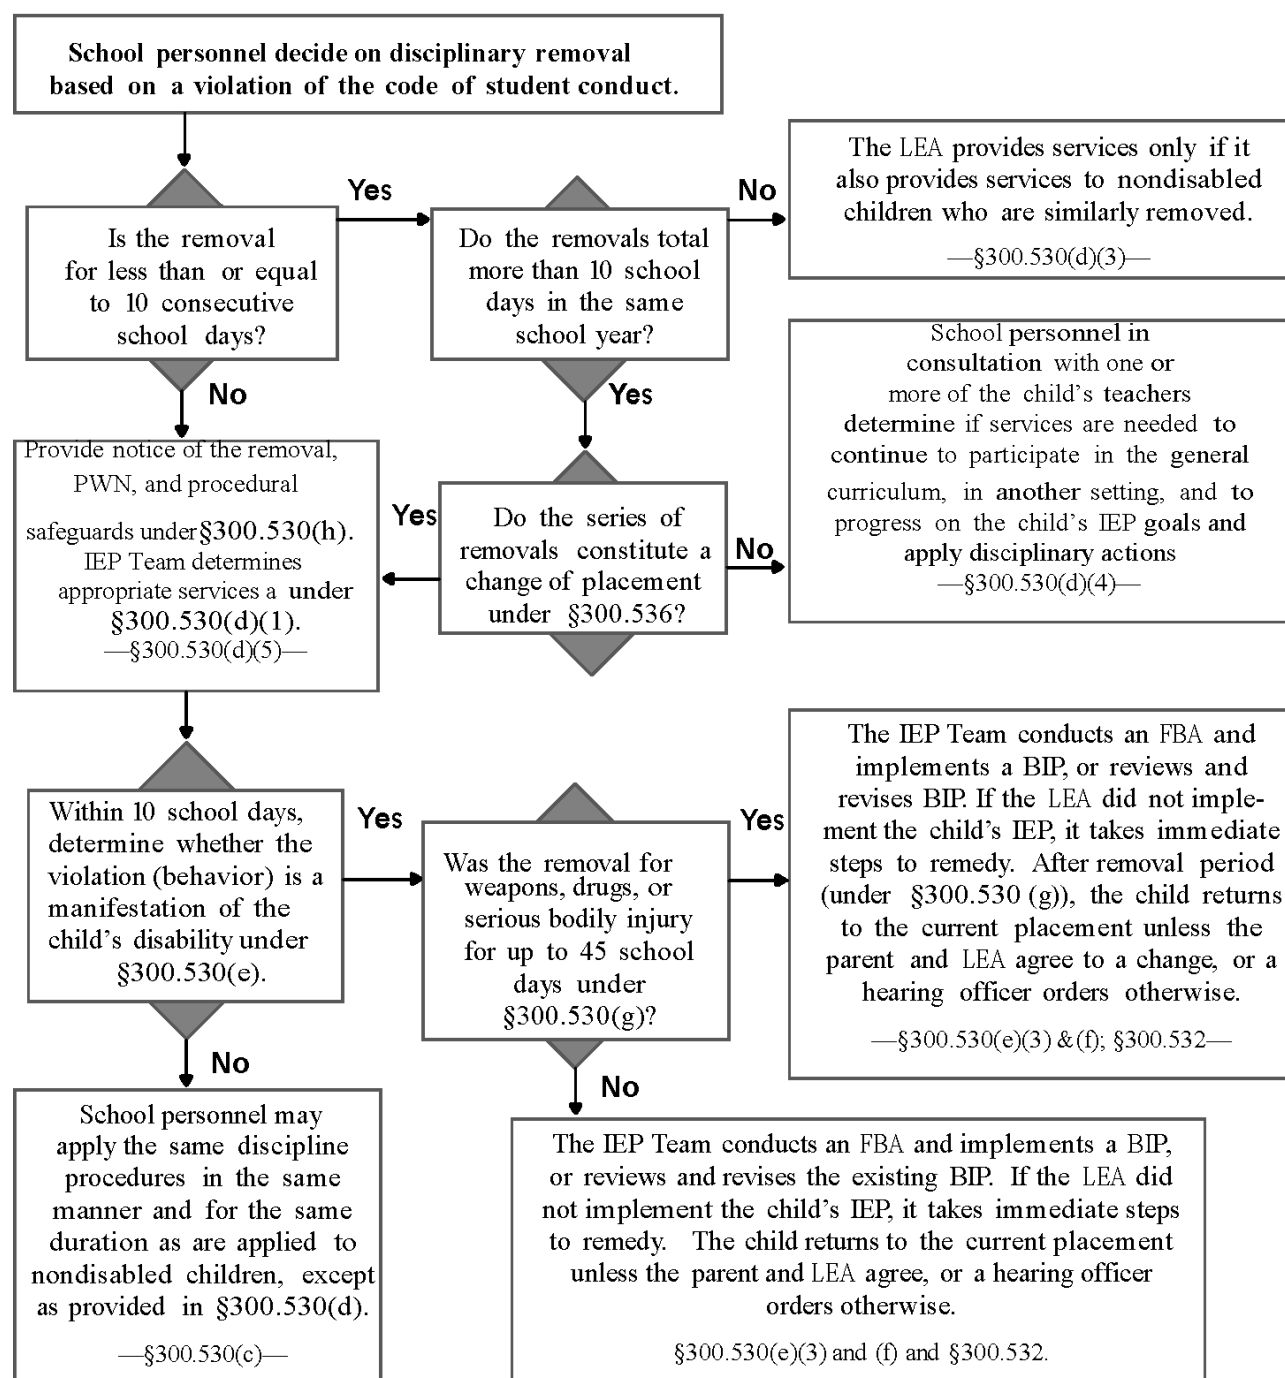 School personnel decide on disciplinary removal
based on a violation of the code of student conduct.
Is the removal
for less than or equal
to 10 consecutive
school days?
Yes
No
Do the removals total
more than 10 school
days in the same
school year?
No
Yes
The LEA provides services only if it
also provides services to nondisabled
children who are similarly removed.
—§300.530(d)(3)—
School personnel in
consultation with one or
more of the child’s teachers
determine if services are needed to
continue to participate in the general
curriculum, in another setting, and to
progress on the child’s IEP goals and
apply disciplinary actions
—§300.530(d)(4)—
Do the series of
removals constitute a
change of placement
under §300.536?
Yes
No
Provide notice of the removal,
PWN, and procedural
safeguards under§300.530(h).
IEP Team determines
appropriate services a under
§300.530(d)(1).
—§300.530(d)(5)—
Within 10 school days,
determine whether the
violation (behavior) is a
manifestation of the
child’s disability under
§300.530(e).
Yes
No
Was the removal for
weapons, drugs, or
serious bodily injury
for up to 45 school
days under
§300.530(g)?
Yes
No
The IEP Team conducts an FBA and
implements a BIP, or reviews and
revises BIP. If the LEA did not imple-
ment the child’s IEP, it takes immediate
steps to remedy. After removal period
(under §300.530 (g)), the child returns
to the current placement unless the
parent and LEA agree to a change, or a
hearing officer orders otherwise.
—§300.530(e)(3) &(f); §300.532—
School personnel may
apply the same discipline
procedures in the same
manner and for the same
duration as are applied to
nondisabled children, except
as provided in §300.530(d).
—§300.530(c)—
The IEP Team conducts an FBA and implements a BIP,
or reviews and revises the existing BIP. If the LEA did
not implement the child’s IEP, it takes immediate steps
to remedy. The child returns to the current placement
unless the parent and LEA agree, or a hearing officer
orders otherwise.
§300.530(e)(3) and (f) and §300.532.